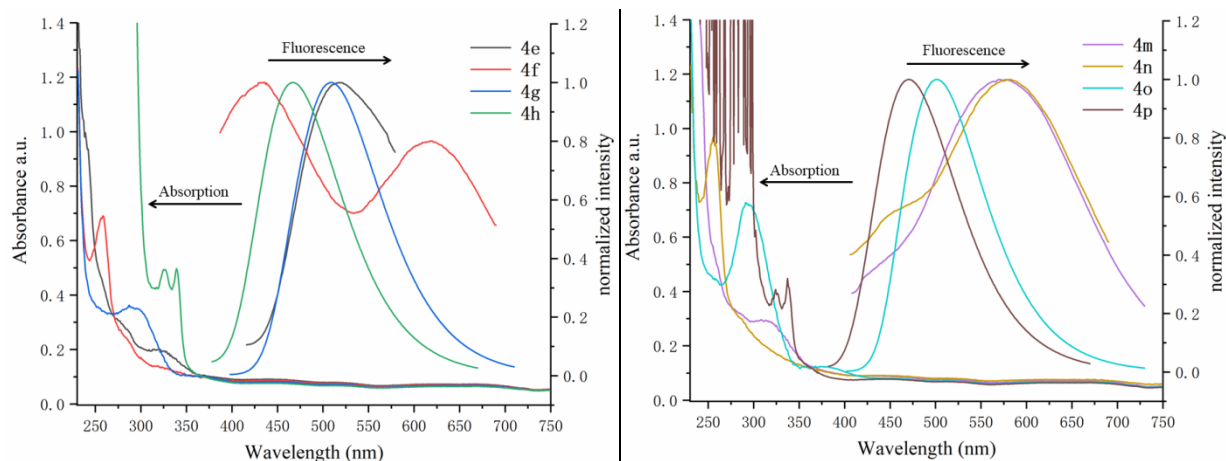 1.4
1.2
1.0
0.8
0.6
0.4
0.2
0.0
Absorbance a.u.
Fluorescence
4e
4f
4g
4h
Absorption
1.2
1.0
0.8
0.6
0.4
0.2
0.0
normalized intensity
250 300 350 400 450 500 550 600 650 700 750
Wavelength (nm)
1.4
1.2
1.0
0.8
0.6
0.4
0.2
0.0
Absorbance a.u.
Fluorescence
4m
4n
4o
4p
Absorption
1.2
1.0
0.8
0.6
0.4
0.2
0.0
normalized intensity
250 300 350 400 450 500 550 600 650 700 750
Wavelength (nm)